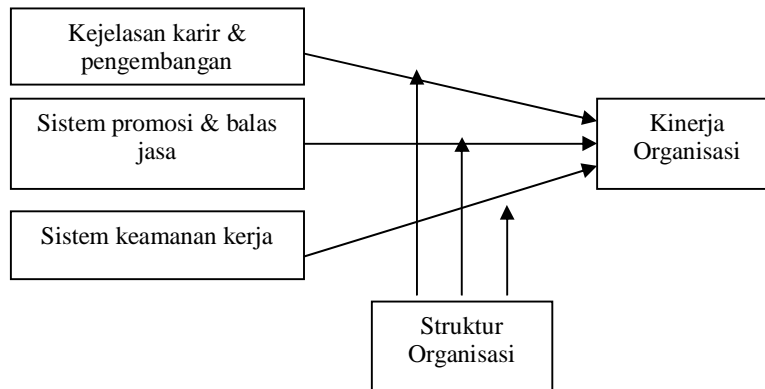 Kejelasan karir &
pengembangan
Sistem promosi & balas
jasa
Sistem keamanan kerja
Kinerja
Organisasi
Struktur
Organisasi